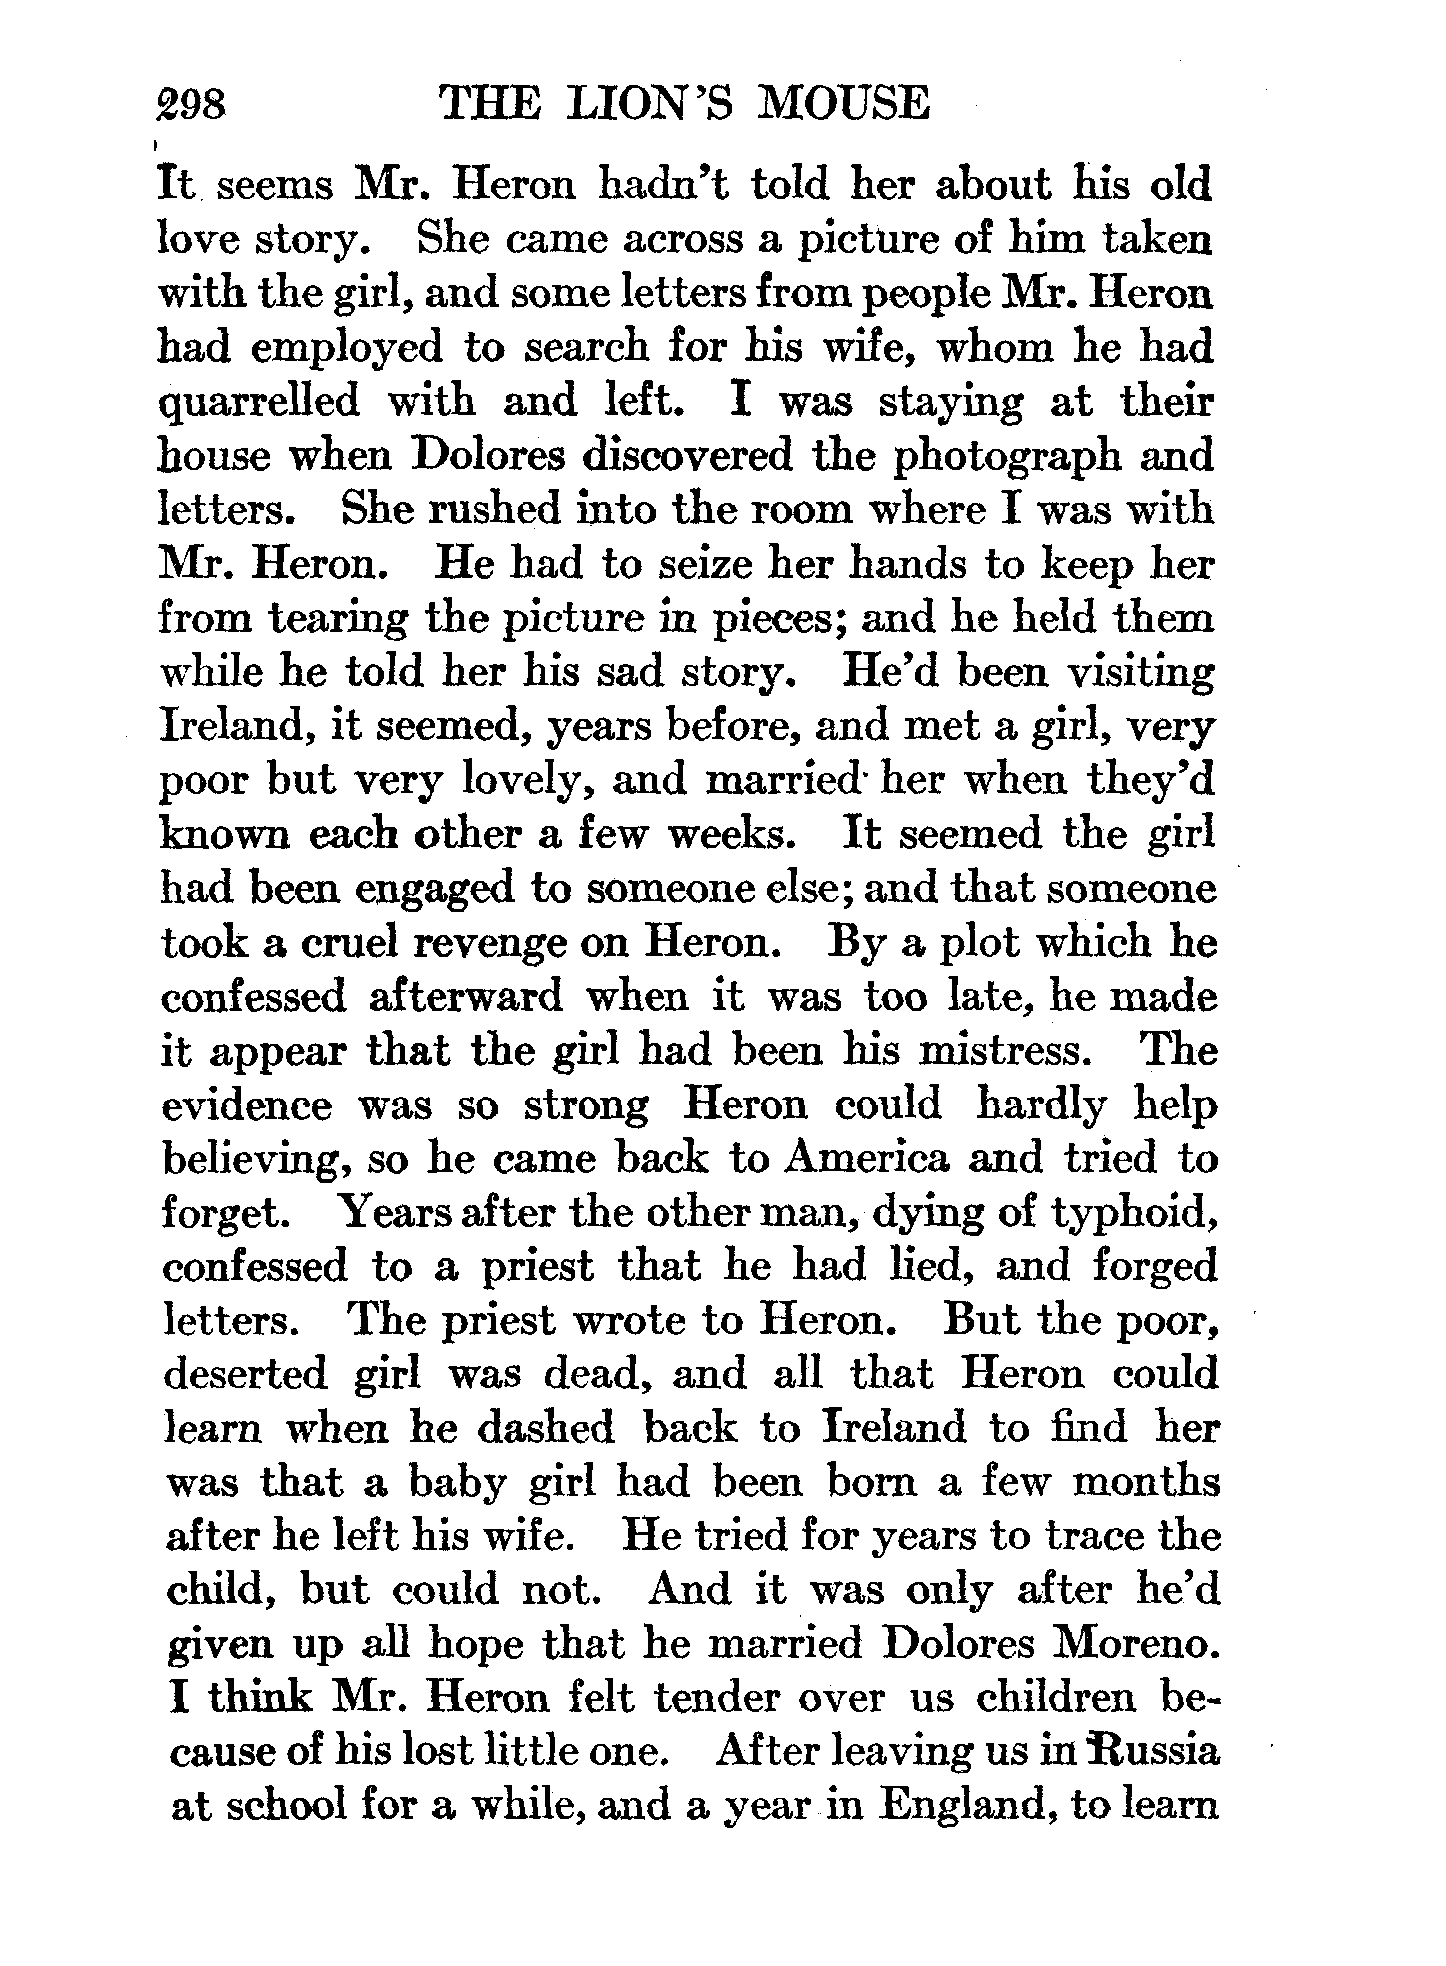 298 THE LION'S MOUSE
It seems Mr. Heron hadn't told her about his old
love story. She came across a picture of him taken
with the girl, and some letters from people Mr. Heron
had employed to search for his wife, whom he had
quarrelled with and left. I was staying at their
house when Dolores discovered the photograph and
letters. She rushed into the room where I was with
Mr. Heron. He had to seize her hands to keep her
from tearing the picture in pieces; and he held them
while he told her his sad story. He'd been visiting
Ireland, it seemed, years before, and met a girl, very
poor but very lovely, and married her when they'd
known each other a few weeks. It seemed the girl
had been engaged to someone else; and that someone
took a cruel revenge on Heron. By a plot which he
confessed afterward when it was too late, he made
it appear that the girl had been his mistress. The
evidence was so strong Heron could hardly help
believing, so he came back to America and tried to
forget. Years after the other man, dying of typhoid,
confessed to a priest that he had lied, and forged
letters. The priest wrote to Heron. But the poor,
deserted girl was dead, and all that Heron could
learn when he dashed back to Ireland to find her
was that a baby girl had been born a few months
after he left his wife. He tried for years to trace the
child, but could not. And it was only after he'd
given up all hope that he married Dolores Moreno.
I think Mr. Heron felt tender over us children be-
cause of his lost little one. After leaving us in Russia
at school for a while, and a year in England, to learn